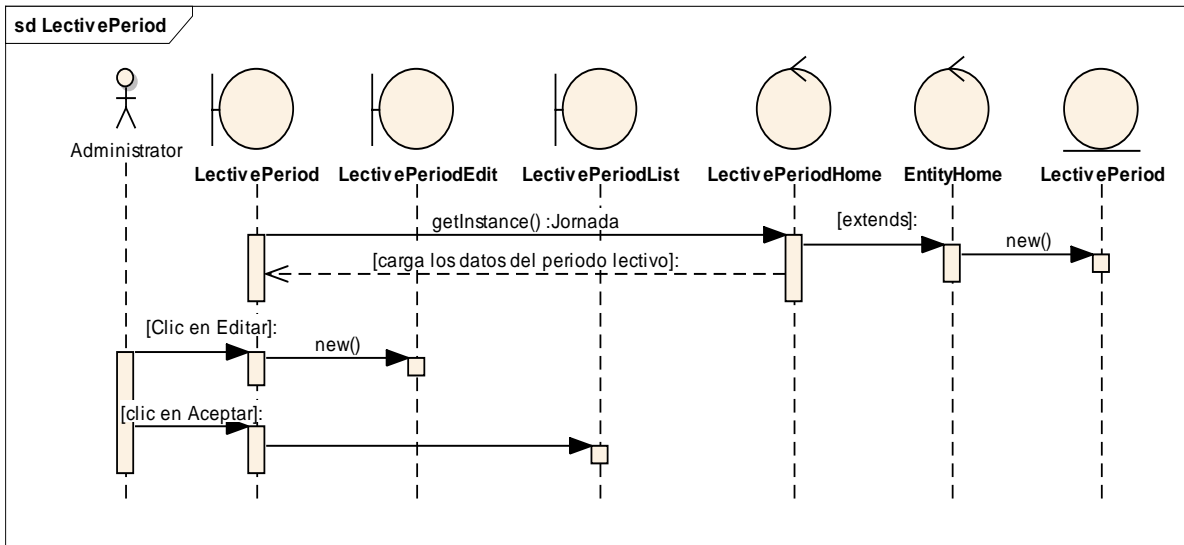 sd LectivePeriod
Administrator
LectivePeriod
LectivePeriodEdit
LectivePeriodList
LectivePeriodHome
EntityHome
LectivePeriod
getInstance() :Jornada
[extends]:
new()
[carga los datos del periodo lectivo]:
[Clic en Editar]:
new()
[clic en Aceptar]: